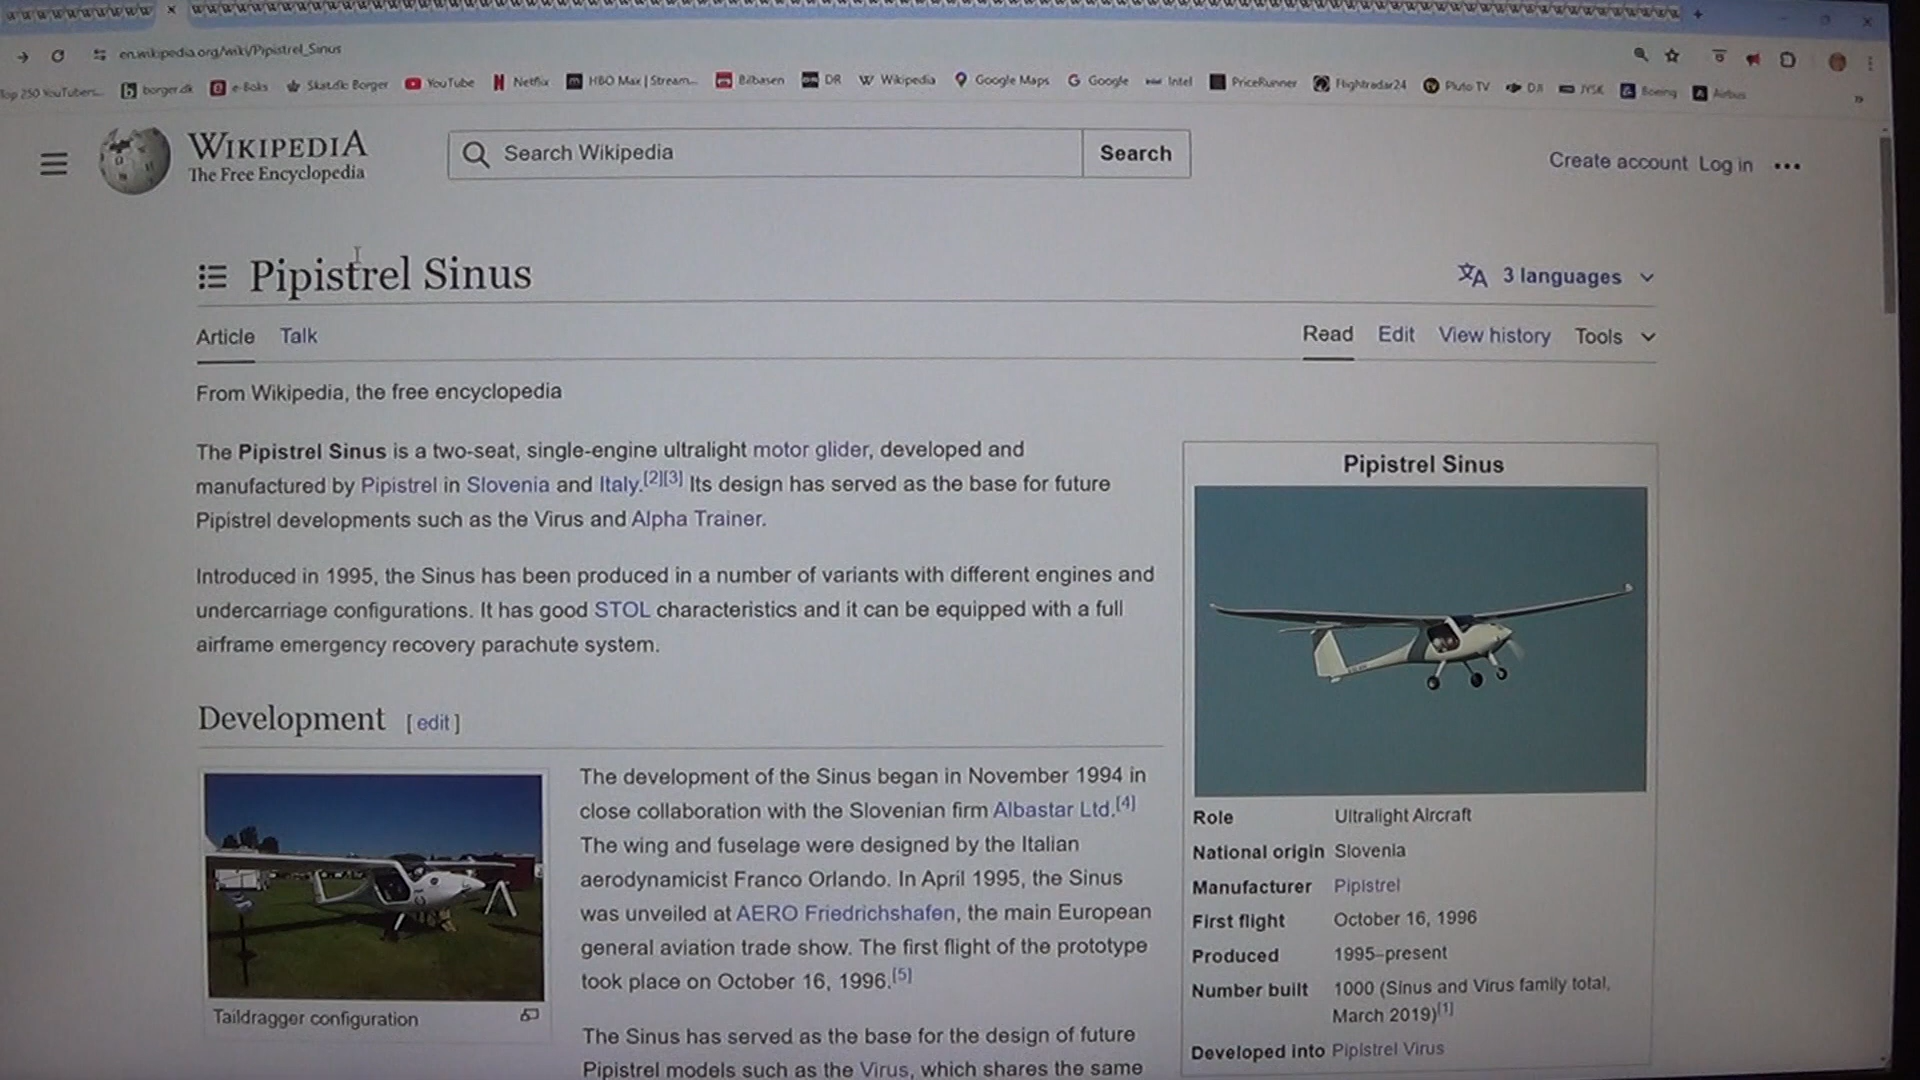 en.wikipedia.org/wiki/Pipistrel_Sinus
Top 250 YouTubers... borger.dk e-Boks Skat.dk: Borger YouTube Netflix HBO Max | Stream... Bilbasen DR Wikipedia Google Maps Google Intel PriceRunner Flightradar24 Pluto TV DJI JYSK Boeing Airbus
WIKIPEDIA
The Free Encyclopedia
Search Wikipedia
Search
Create account Log in
Pipistrel Sinus
3 languages
Article Talk
Read Edit View history Tools
From Wikipedia, the free encyclopedia
The Pipistrel Sinus is a two-seat, single-engine ultralight motor glider, developed and
manufactured by Pipistrel in Slovenia and Italy.[2][3] Its design has served as the base for future
Pipistrel developments such as the Virus and Alpha Trainer.
Introduced in 1995, the Sinus has been produced in a number of variants with different engines and
undercarriage configurations. It has good STOL characteristics and it can be equipped with a full
airframe emergency recovery parachute system.
Development [ edit ]
The development of the Sinus began in November 1994 in
close collaboration with the Slovenian firm Albastar Ltd.[4]
The wing and fuselage were designed by the Italian
aerodynamicist Franco Orlando. In April 1995, the Sinus
was unveiled at AERO Friedrichshafen, the main European
general aviation trade show. The first flight of the prototype
took place on October 16, 1996.[5]
Taildragger configuration
The Sinus has served as the base for the design of future
Pipistrel models such as the Virus, which shares the same
Pipistrel Sinus
Role Ultralight Aircraft
National origin Slovenia
Manufacturer Pipistrel
First flight October 16, 1996
Produced 1995–present
Number built 1000 (Sinus and Virus family total,
March 2019)[1]
Developed into Pipistrel Virus